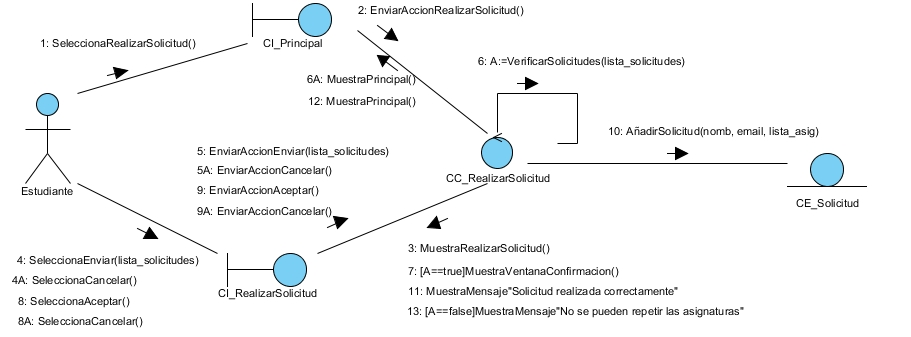 2: EnviarAccionRealizarSolicitud()
1: SeleccionaRealizarSolicitud()
CI_Principal
6: A:=VerificarSolicitudes(lista_solicitudes)
6A: MuestraPrincipal()
12: MuestraPrincipal()
10: AñadirSolicitud(nomb, email, lista_asig)
5: EnviarAccionEnviar(lista_solicitudes)
5A: EnviarAccionCancelar()
9: EnviarAccionAceptar()
9A: EnviarAccionCancelar()
CC_RealizarSolicitud
Estudiante
CE_Solicitud
4: SeleccionaEnviar(lista_solicitudes)
4A: SeleccionaCancelar()
8: SeleccionaAceptar()
8A: SeleccionaCancelar()
CI_RealizarSolicitud
3: MuestraRealizarSolicitud()
7: [A==true]MuestraVentanaConfirmacion()
11: MuestraMensaje"Solicitud realizada correctamente"
13: [A==false]MuestraMensaje"No se pueden repetir las asignaturas"